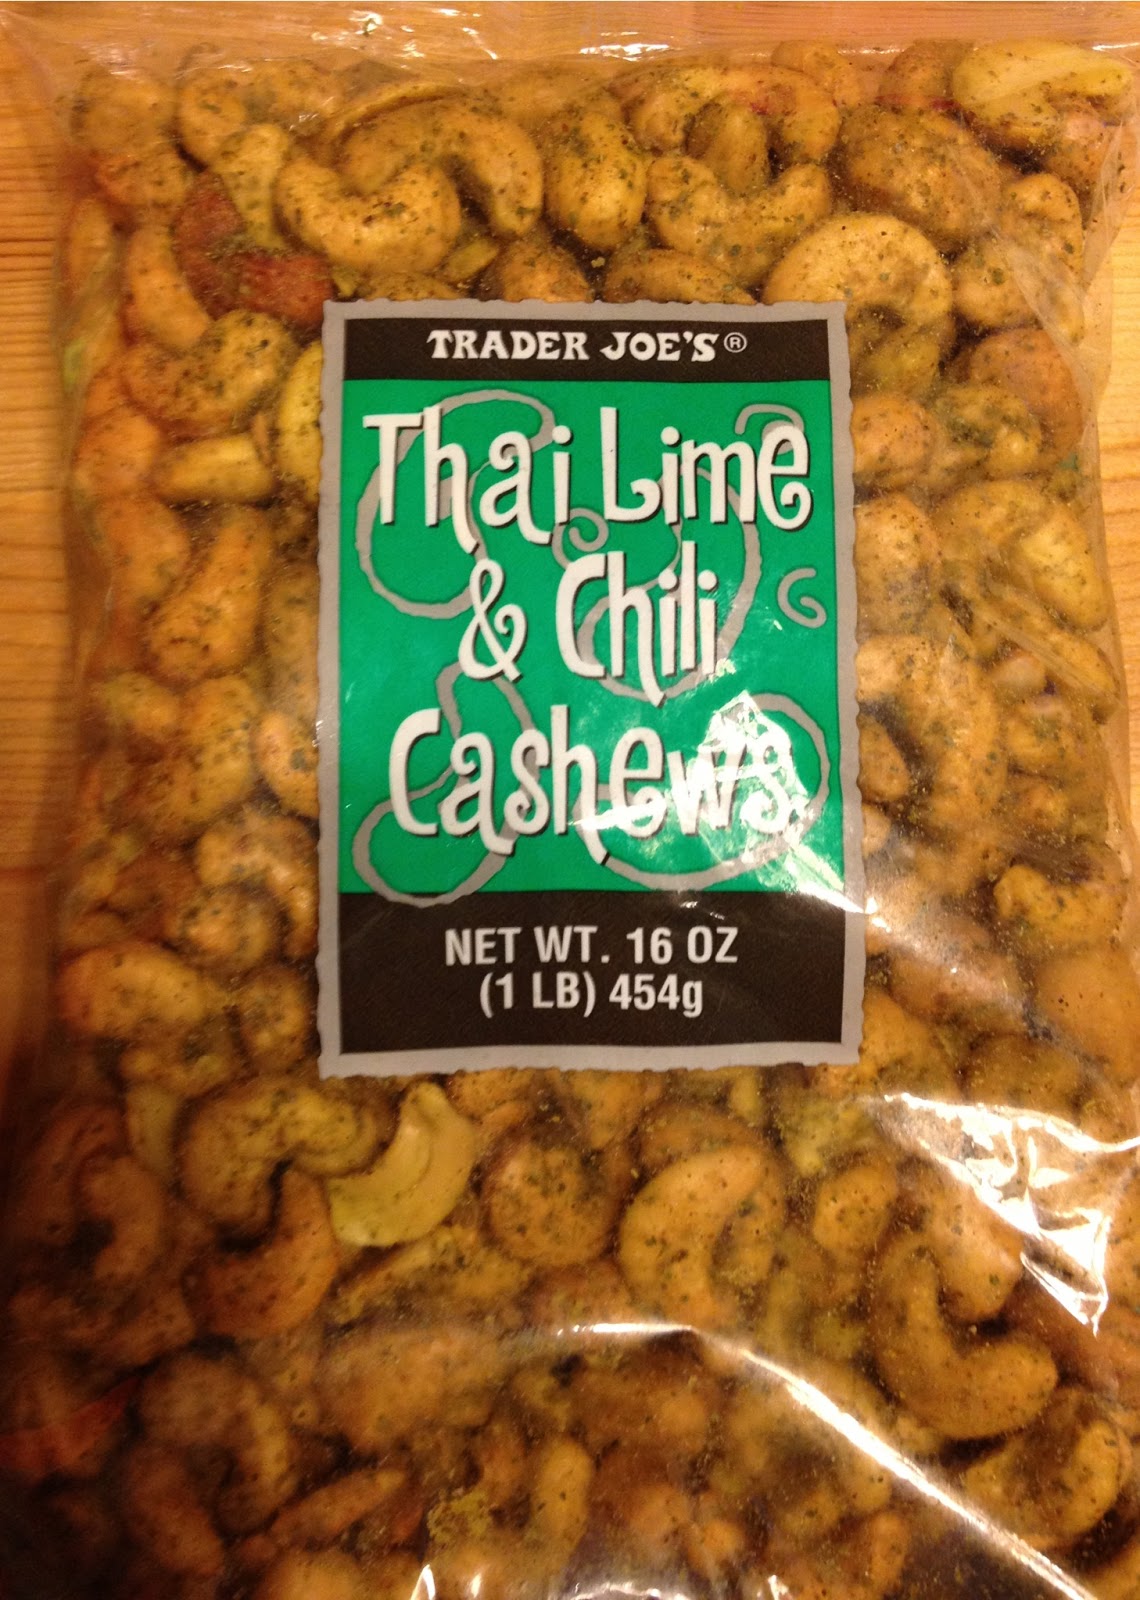 TRADER JOE'S®
Thai Lime
& Chili
Cashews
NET WT. 16 OZ
(1 LB) 454g